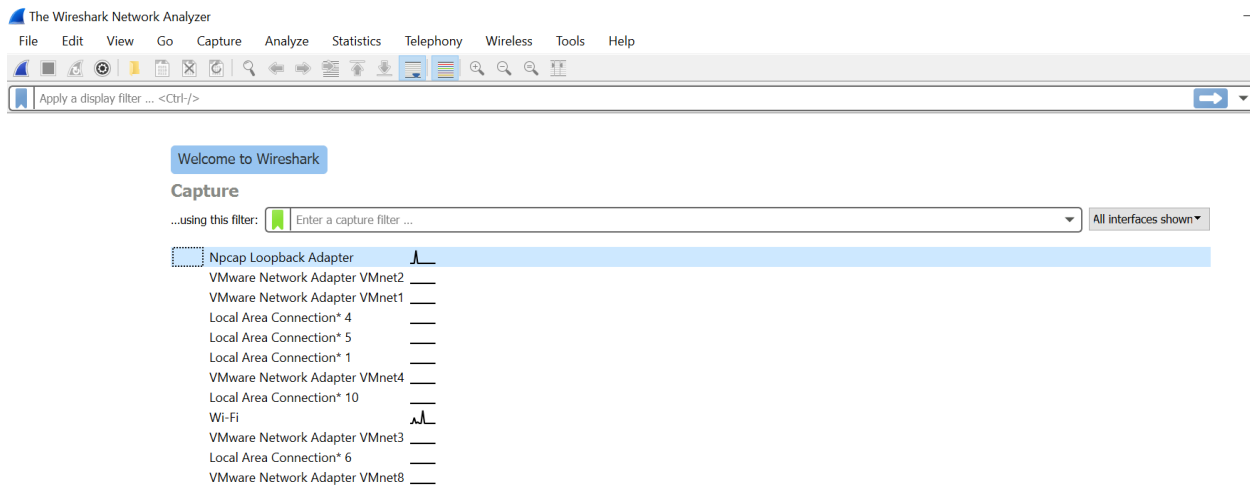 The Wireshark Network Analyzer
File Edit View Go Capture Analyze Statistics Telephony Wireless Tools Help
Apply a display filter ... <Ctrl-/>
Welcome to Wireshark
Capture
...using this filter: Enter a capture filter ... All interfaces shown
Npcap Loopback Adapter
VMware Network Adapter VMnet2
VMware Network Adapter VMnet1
Local Area Connection* 4
Local Area Connection* 5
Local Area Connection* 1
VMware Network Adapter VMnet4
Local Area Connection* 10
Wi-Fi
VMware Network Adapter VMnet3
Local Area Connection* 6
VMware Network Adapter VMnet8